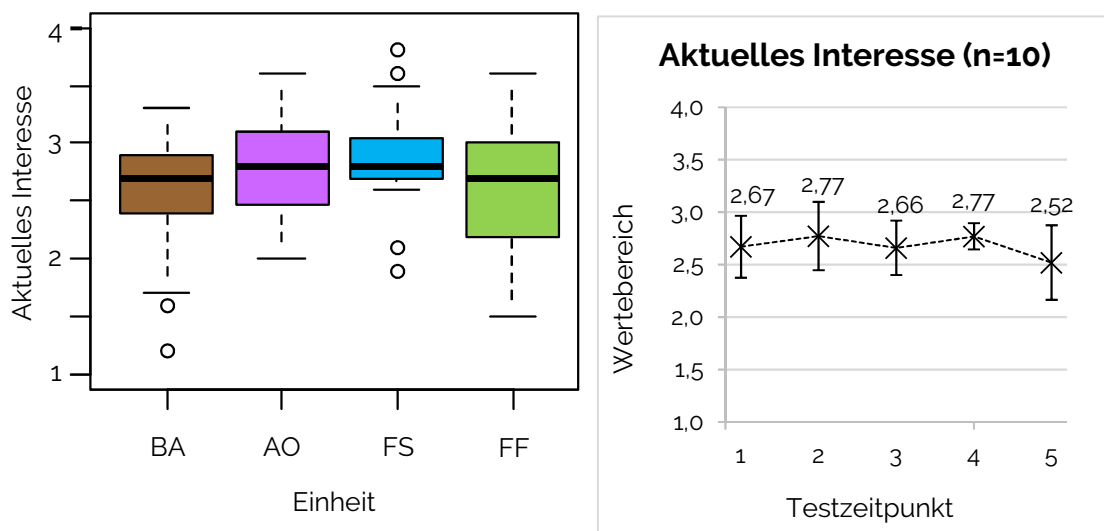 4
3
2
1
Aktuelles Interesse
BA AO FS FF
Einheit
Aktuelles Interesse (n=10)
4,0
3,5
3,0
2,5
2,0
1,5
1,0
Wertebereich
2,67 2,77 2,66 2,77 2,52
1 2 3 4 5
Testzeitpunkt